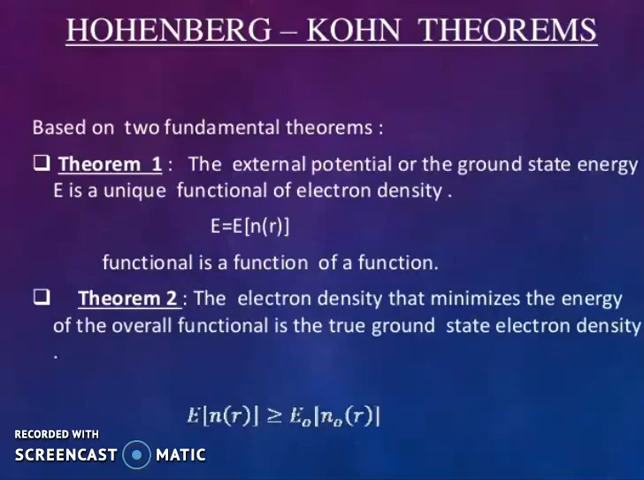 HOHENBERG – KOHN THEOREMS
Based on two fundamental theorems :
❑ Theorem 1 : The external potential or the ground state energy
E is a unique functional of electron density .
E=E[n(r)]
functional is a function of a function.
❑ Theorem 2 : The electron density that minimizes the energy
of the overall functional is the true ground state electron density
.
E[n(r)] ≥ Eₒ[nₒ(r)]
RECORDED WITH
SCREENCAST MATIC